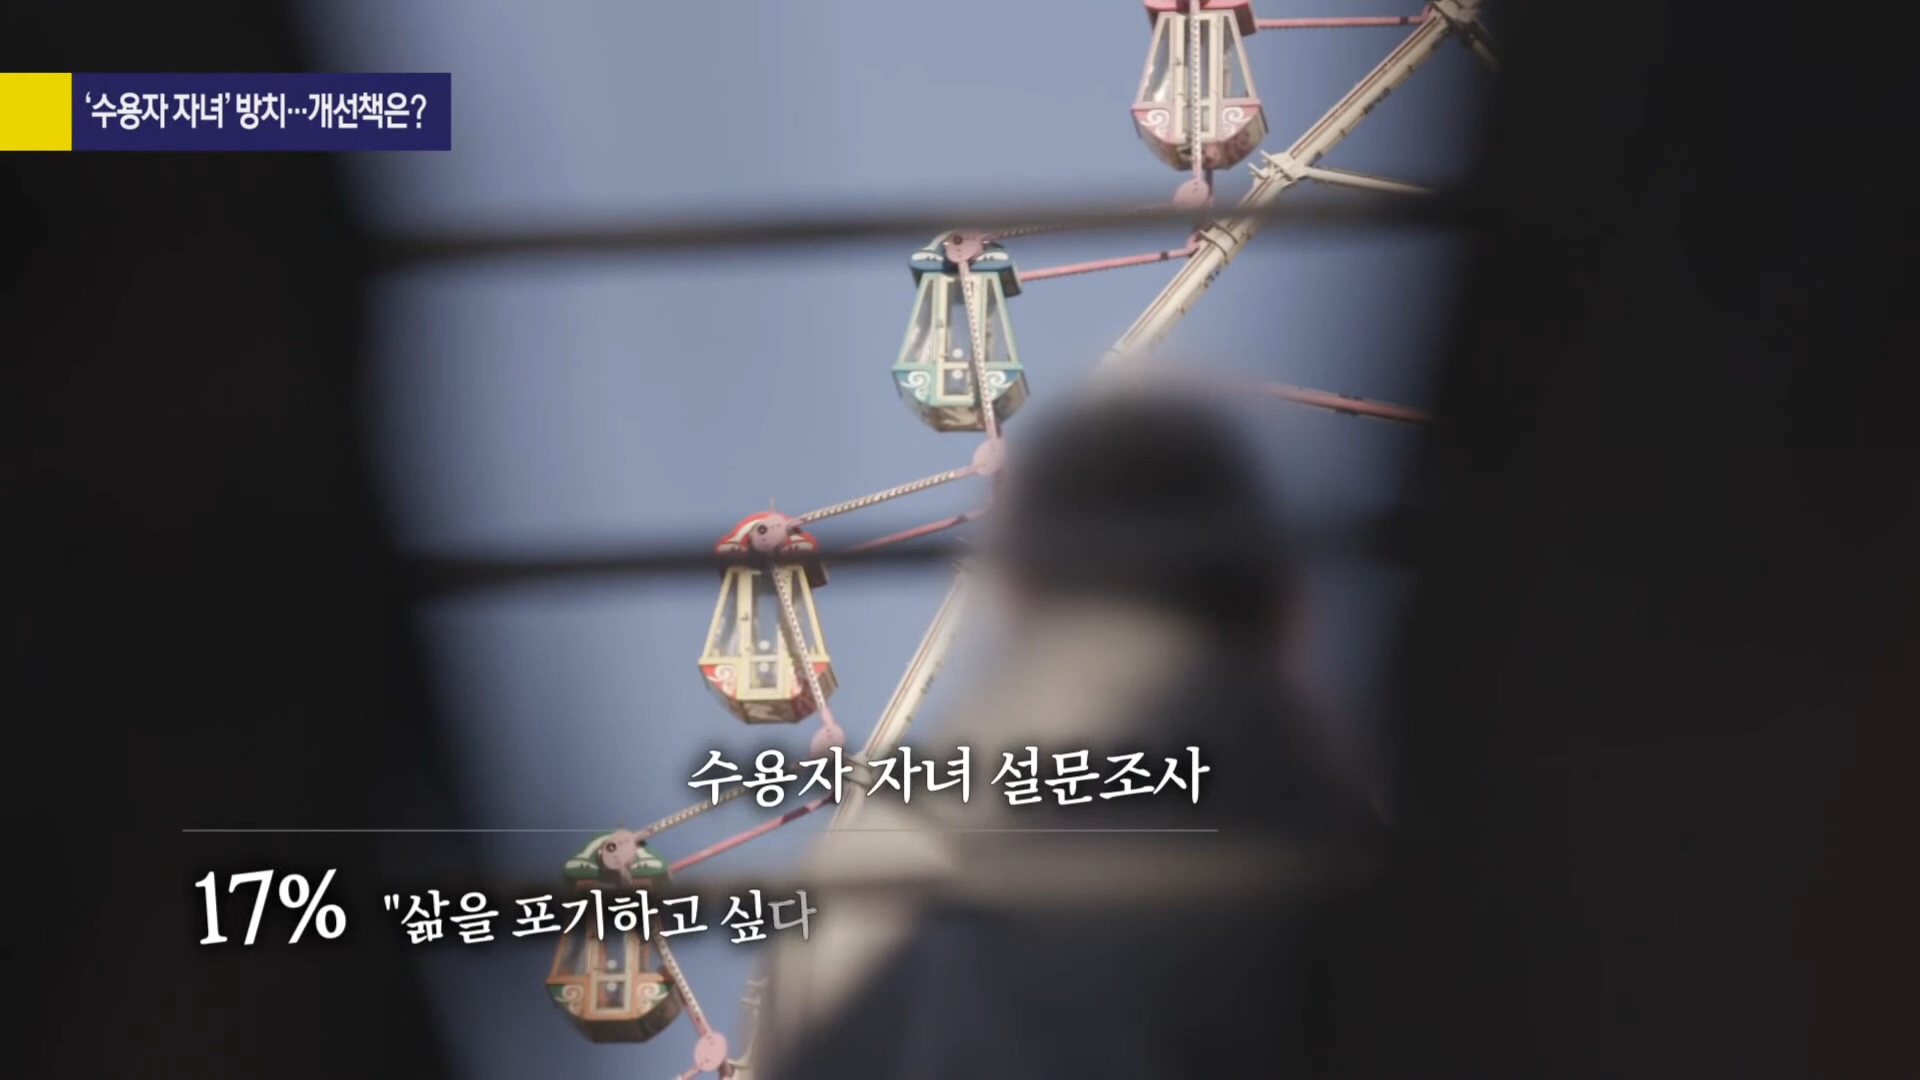 ‘수용자 자녀’ 방치…개선책은?
수용자 자녀 설문조사
17% "삶을 포기하고 싶다